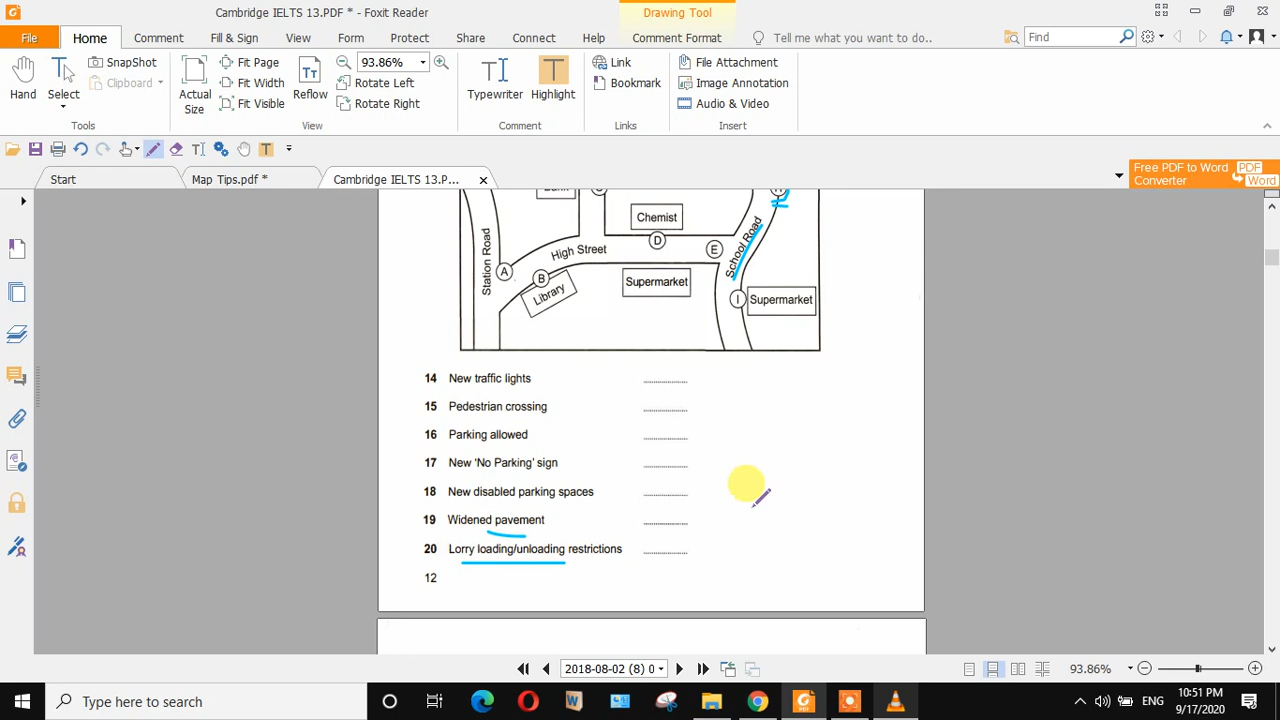 Cambridge IELTS 13.PDF * - Foxit Reader
Drawing Tool
File
Home
Comment
Fill & Sign
View
Form
Protect
Share
Connect
Help
Comment Format
Tell me what you want to do..
Find
Hand
Select
SnapShot
Clipboard
Actual
Size
Fit Page
Fit Width
Fit Visible
Reflow
93.86%
Rotate Left
Rotate Right
Typewriter
Highlight
Link
Bookmark
File Attachment
Image Annotation
Audio & Video
Tools
View
Comment
Links
Insert
Start
Map Tips.pdf *
Cambridge IELTS 13.P...
Free PDF to Word
Converter
PDF
Word
Bank
Chemist
D
E
School Road
High Street
Station Road
A
B
Library
Supermarket
I
Supermarket
14 New traffic lights ................
15 Pedestrian crossing ................
16 Parking allowed ................
17 New 'No Parking' sign ................
18 New disabled parking spaces ................
19 Widened pavement ................
20 Lorry loading/unloading restrictions ................
12
2018-08-02 (8) 0
93.86%
Type here to search
ENG
10:51 PM
9/17/2020